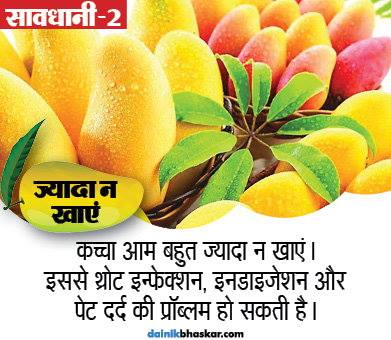 सावधानी-2
ज्यादा न
खाएं
कच्चा आम बहुत ज्यादा न खाएं।
इससे थ्रोट इन्फेक्शन, इनडाइजेशन और
पेट दर्द की प्रॉब्लम हो सकती है।
dainikbhaskar.com